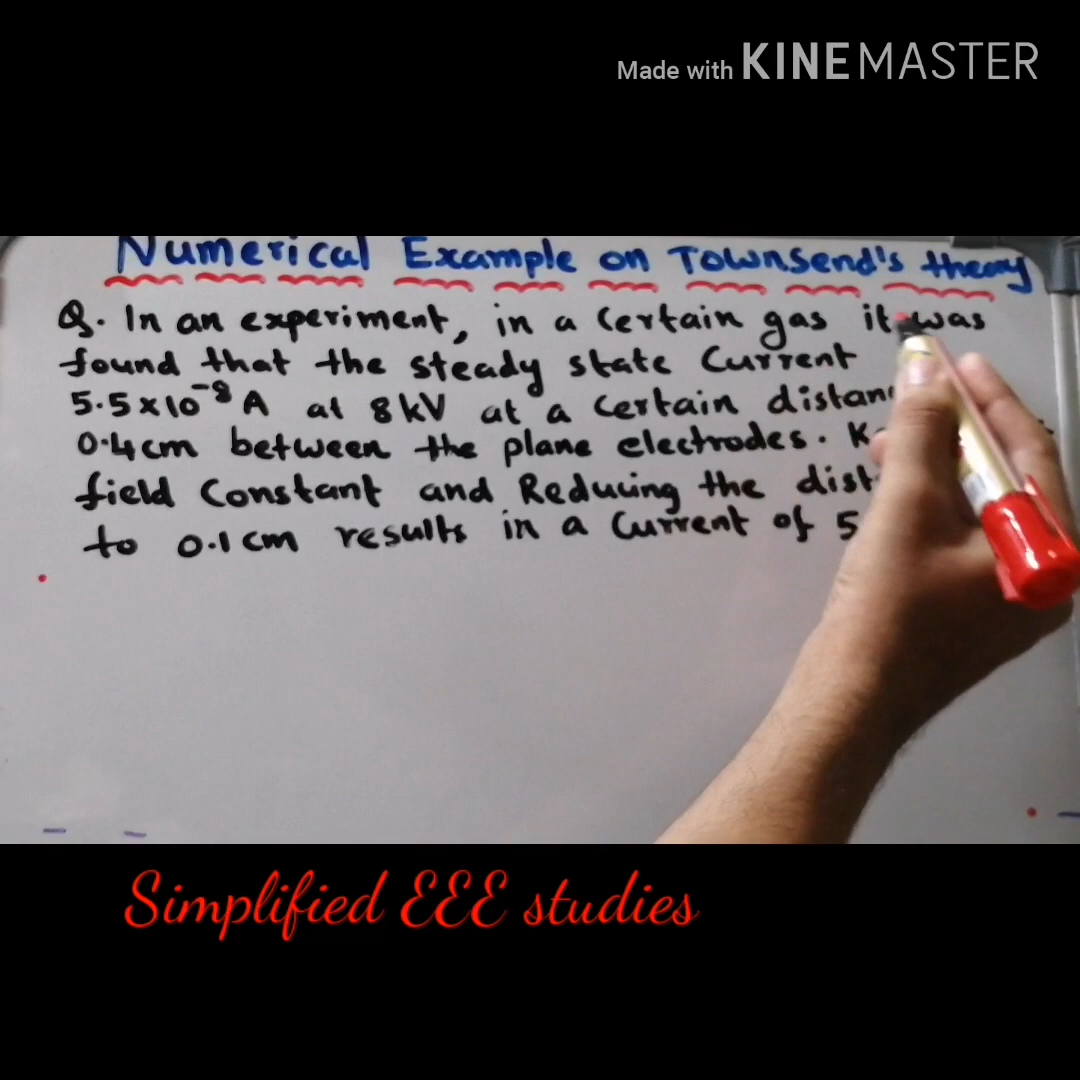 Made with KINEMASTER
Numerical Example on Townsend's theory
Q. In an experiment, in a certain gas it was
found that the steady state Current
5.5x10⁻⁸ A at 8kV at a certain
0.4cm between the plane electrodes.
field Constant and Reducing the
to 0.1cm results in a Current of 5
Simplified EEE studies